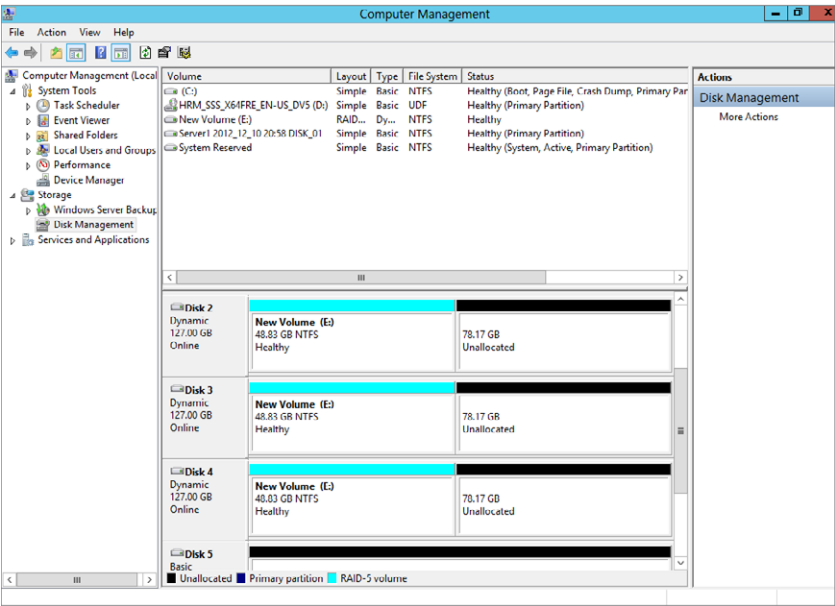 Computer Management
File Action View Help
Computer Management (Local
System Tools
Task Scheduler
Event Viewer
Shared Folders
Local Users and Groups
Performance
Device Manager
Storage
Windows Server Backup
Disk Management
Services and Applications
Volume Layout Type File System Status
(C:) Simple Basic NTFS Healthy (Boot, Page File, Crash Dump, Primary Par
HRM_SSS_X64FRE_EN-US_DV5 (D:) Simple Basic UDF Healthy (Primary Partition)
New Volume (E:) RAID... Dy... NTFS Healthy
Server1 2012_12_10 20:58 DISK_01 Simple Basic NTFS Healthy (Primary Partition)
System Reserved Simple Basic NTFS Healthy (System, Active, Primary Partition)
Disk 2
Dynamic
127.00 GB
Online
New Volume (E:)
48.83 GB NTFS
Healthy
78.17 GB
Unallocated
Disk 3
Dynamic
127.00 GB
Online
New Volume (E:)
48.83 GB NTFS
Healthy
78.17 GB
Unallocated
Disk 4
Dynamic
127.00 GB
Online
New Volume (E:)
48.83 GB NTFS
Healthy
78.17 GB
Unallocated
Disk 5
Basic
Unallocated Primary partition RAID-5 volume
Actions
Disk Management
More Actions